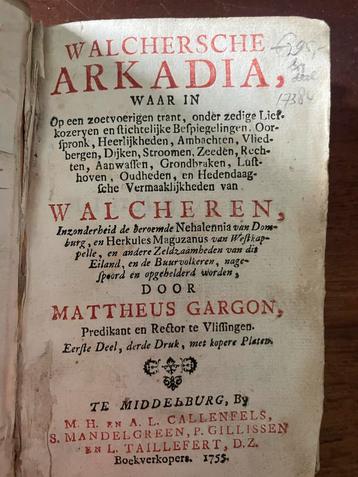 WALCHERSCHE
ARKADIA,
WAAR IN
Op een zoetvoerigen trant, onder zedige Lief-
kozeryen en stichtelijke Bespiegelingen. Oor-
spronk, Heerlijkheden, Ambachten, Vlied-
bergen, Dijken, Stroomen. Zeeden, Rech-
ten, Aanwassen, Grondbraken, Lust-
hoven, Oudheden, en Hedendaag-
sche Vermaaklijkheden van
WALCHEREN,
Inzonderheid de beroemde Nehalennia van Dom-
burg, en Herkules Maguzanus van Westkap-
pelle, en andere Zeldzaamheden van dit
Eiland, en de Buurvolkeren, nage-
spoord en opgehelderd worden,
DOOR
MATTHEUS GARGON,
Predikant en Rector te Vlissingen.
Eerste Deel, derde Druk, met kopere Platen.
TE MIDDELBURG, By
M. H. en A. L. CALLENFELS,
S. MANDELGREEN, P. GILLISSEN
EN L. TAILLEFERT, D.Z.
Boekverkopers. 1755.